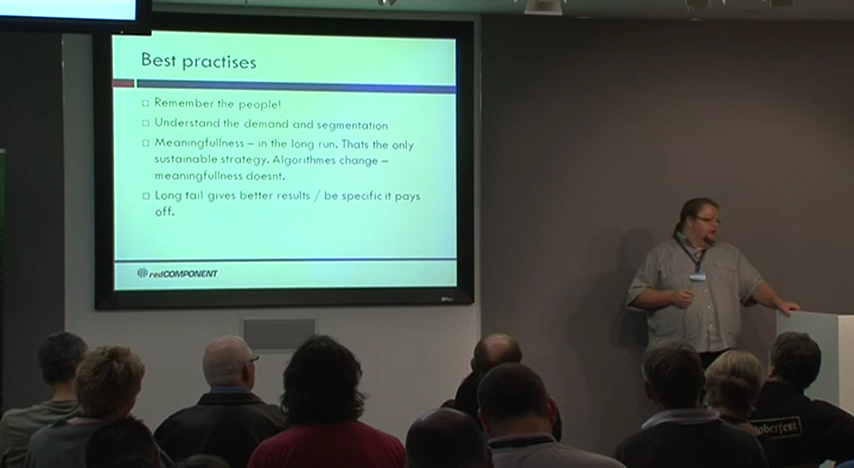 Best practises
Remember the people!
Understand the demand and segmentation
Meaningfullness – in the long run. Thats the only
sustainable strategy. Algorithmes change –
meaningfullness doesnt.
Long tail gives better results / be specific it pays
off.
redCOMPONENT
toberfest